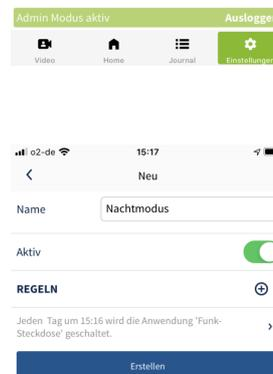 Admin Modus aktiv Auslogge
Video Home Journal Einstellungen
o2-de 15:17
Neu
Name Nachtmodus
Aktiv
REGELN
Jeden Tag um 15:16 wird die Anwendung 'Funk-
Steckdose' geschaltet.
Erstellen